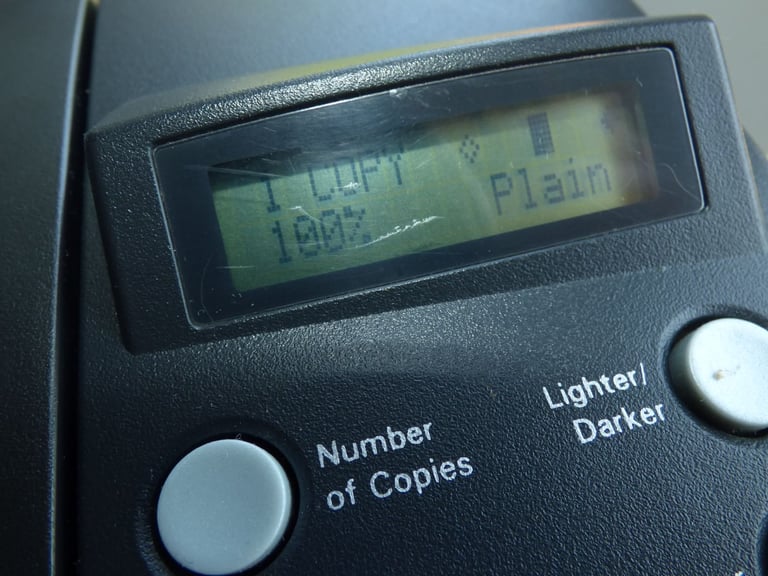 1 COPY
100% Plain
Number
of Copies
Lighter/
Darker